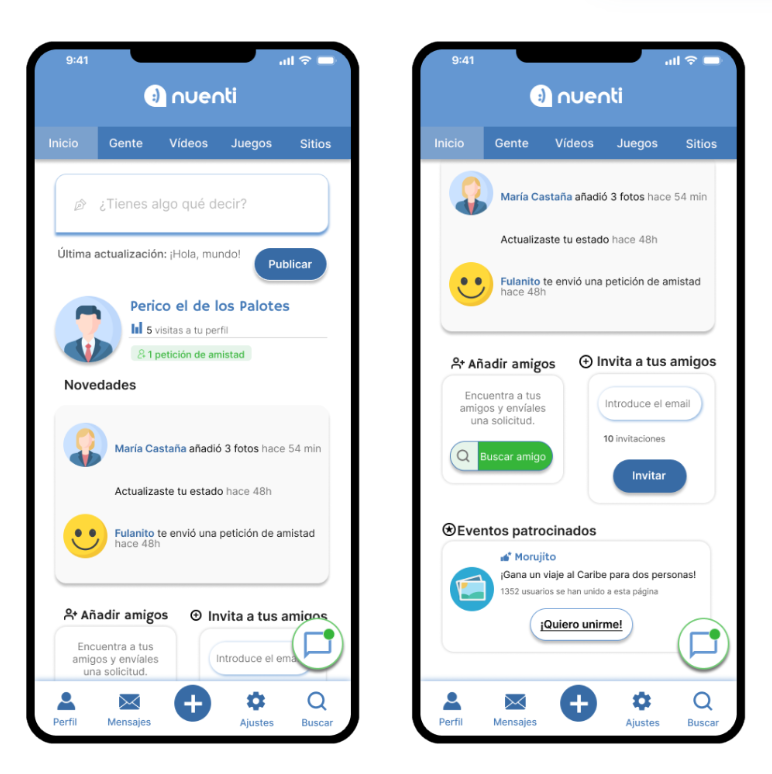 9:41
nuenti
Inicio Gente Vídeos Juegos Sitios
¿Tienes algo qué decir?
Última actualización: ¡Hola, mundo!
Publicar
Perico el de los Palotes
5 visitas a tu perfil
1 petición de amistad
Novedades
María Castaña añadió 3 fotos hace 54 min
Actualizaste tu estado hace 48h
Fulanito te envió una petición de amistad
hace 48h
Añadir amigos
Encuentra a tus
amigos y envíales
una solicitud.
Invita a tus amigos
Introduce el ema
Perfil Mensajes Ajustes Buscar
9:41
nuenti
Inicio Gente Vídeos Juegos Sitios
María Castaña añadió 3 fotos hace 54 min
Actualizaste tu estado hace 48h
Fulanito te envió una petición de amistad
hace 48h
Añadir amigos
Encuentra a tus
amigos y envíales
una solicitud.
Buscar amigo
Invita a tus amigos
Introduce el email
10 invitaciones
Invitar
Eventos patrocinados
Morujito
¡Gana un viaje al Caribe para dos personas!
1352 usuarios se han unido a esta página
¡Quiero unirme!
Perfil Mensajes Ajustes Buscar